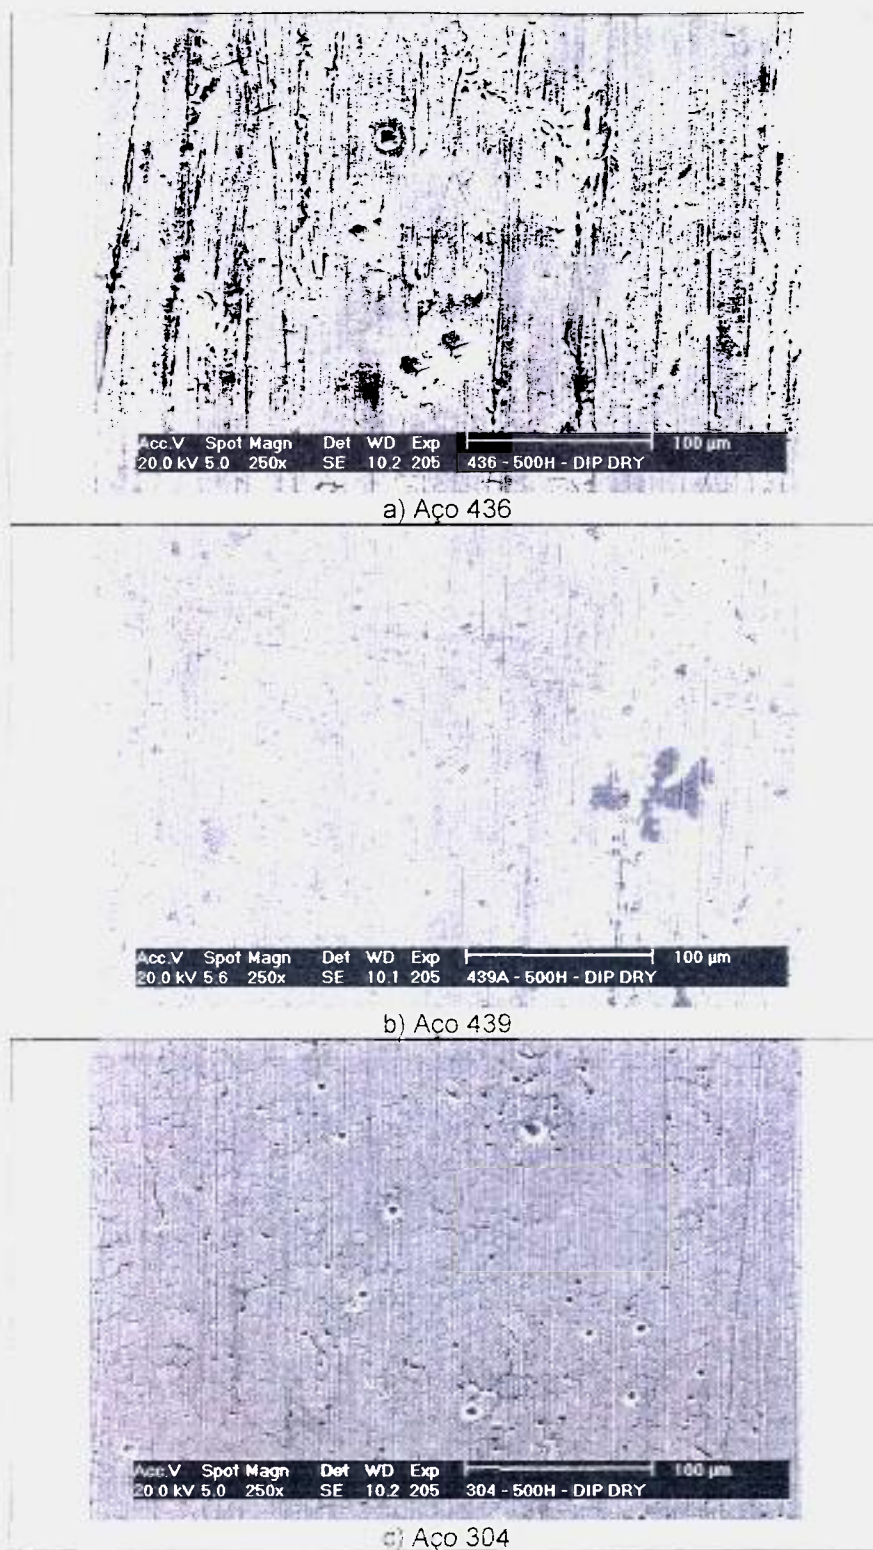 Acc.V Spot Magn Det WD Exp 100 µm
20.0 kV 5.0 250x SE 10.2 205 436 - 500H - DIP DRY
a) Aço 436
Acc.V Spot Magn Det WD Exp 100 µm
20.0 kV 5.6 250x SE 10.1 205 439A - 500H - DIP DRY
b) Aço 439
Acc.V Spot Magn Det WD Exp 100 µm
20.0 kV 5.0 250x SE 10.2 205 304 - 500H - DIP DRY
c) Aço 304